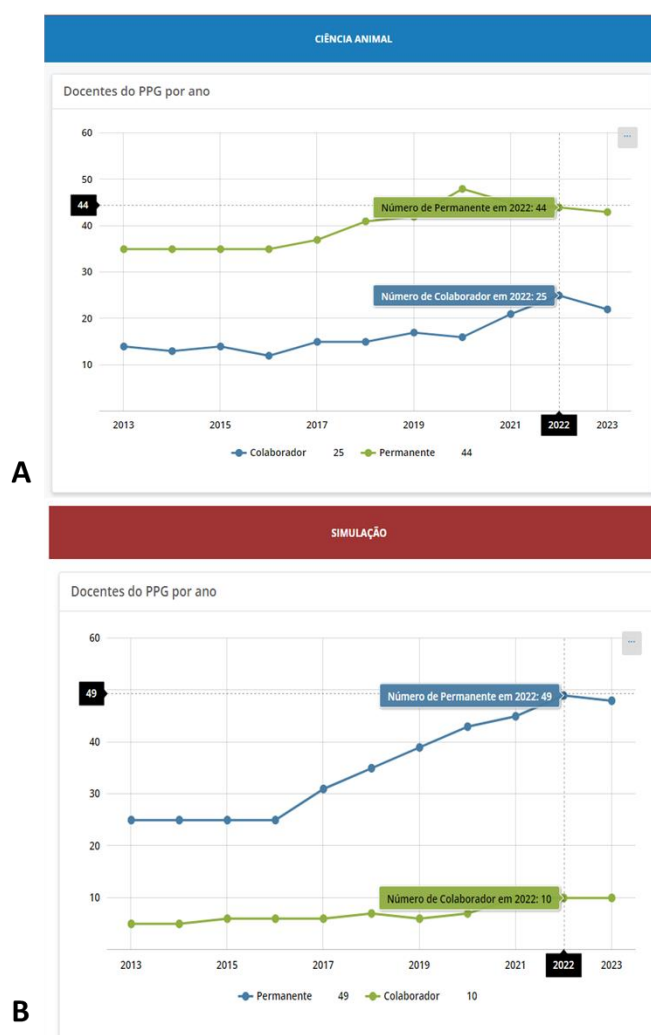 CIÊNCIA ANIMAL
Docentes do PPG por ano
60
...
50
44
Número de Permanente em 2022: 44
40
30
Número de Colaborador em 2022: 25
20
10
2013 2015 2017 2019 2021 2022 2023
Colaborador 25 Permanente 44
A
SIMULAÇÃO
Docentes do PPG por ano
60
...
49
Número de Permanente em 2022: 49
40
30
20
10
Número de Colaborador em 2022: 10
2013 2015 2017 2019 2021 2022 2023
Permanente 49 Colaborador 10
B